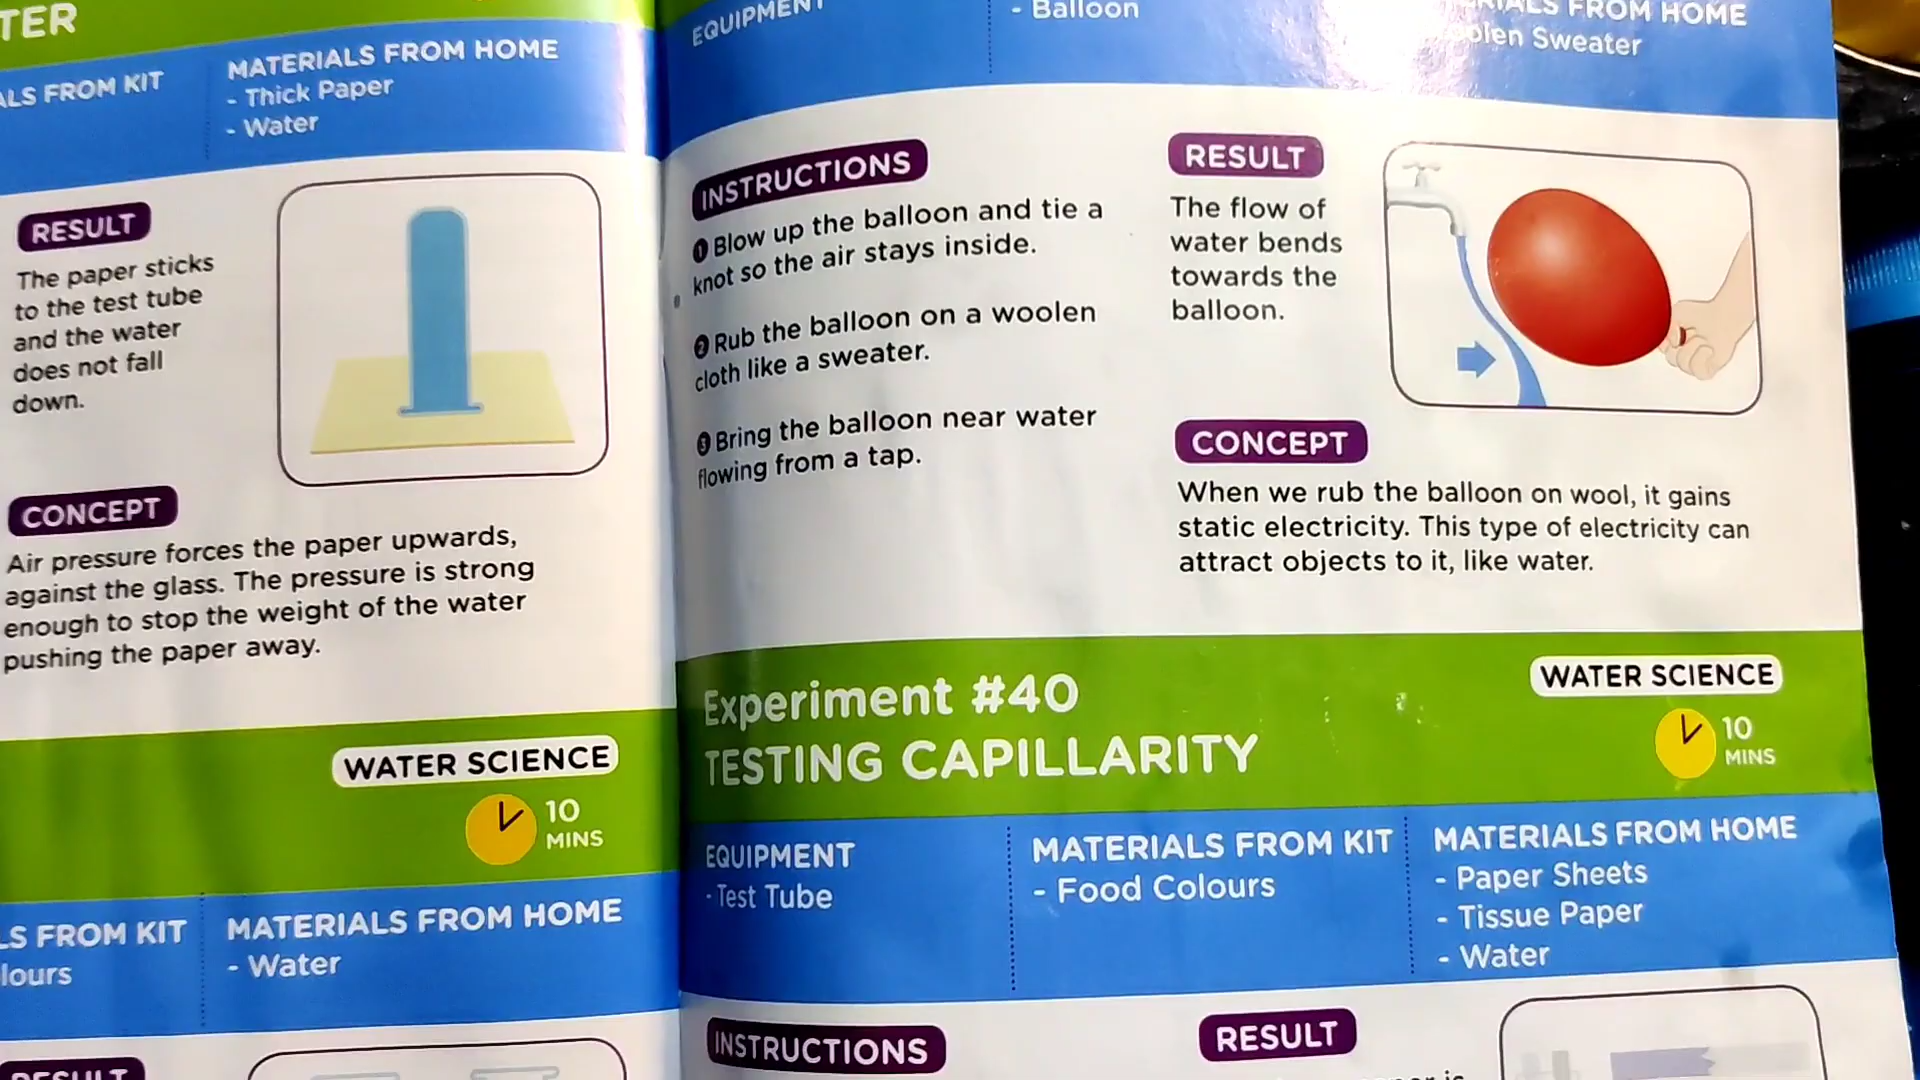 TER
MATERIALS FROM HOME
- Thick Paper
- Water
RESULT
The paper sticks
to the test tube
and the water
does not fall
down.
CONCEPT
Air pressure forces the paper upwards,
against the glass. The pressure is strong
enough to stop the weight of the water
pushing the paper away.
WATER SCIENCE
10
MINS
FROM KIT
MATERIALS FROM HOME
- Water
RESULT
EQUIPMENT
- Balloon
FROM HOME
Sweater
INSTRUCTIONS
1 Blow up the balloon and tie a
knot so the air stays inside.
2 Rub the balloon on a woolen
cloth like a sweater.
3 Bring the balloon near water
flowing from a tap.
RESULT
The flow of
water bends
towards the
balloon.
CONCEPT
When we rub the balloon on wool, it gains
static electricity. This type of electricity can
attract objects to it, like water.
Experiment #40
TESTING CAPILLARITY
WATER SCIENCE
10
MINS
EQUIPMENT
- Test Tube
MATERIALS FROM KIT
- Food Colours
MATERIALS FROM HOME
- Paper Sheets
- Tissue Paper
- Water
INSTRUCTIONS
RESULT